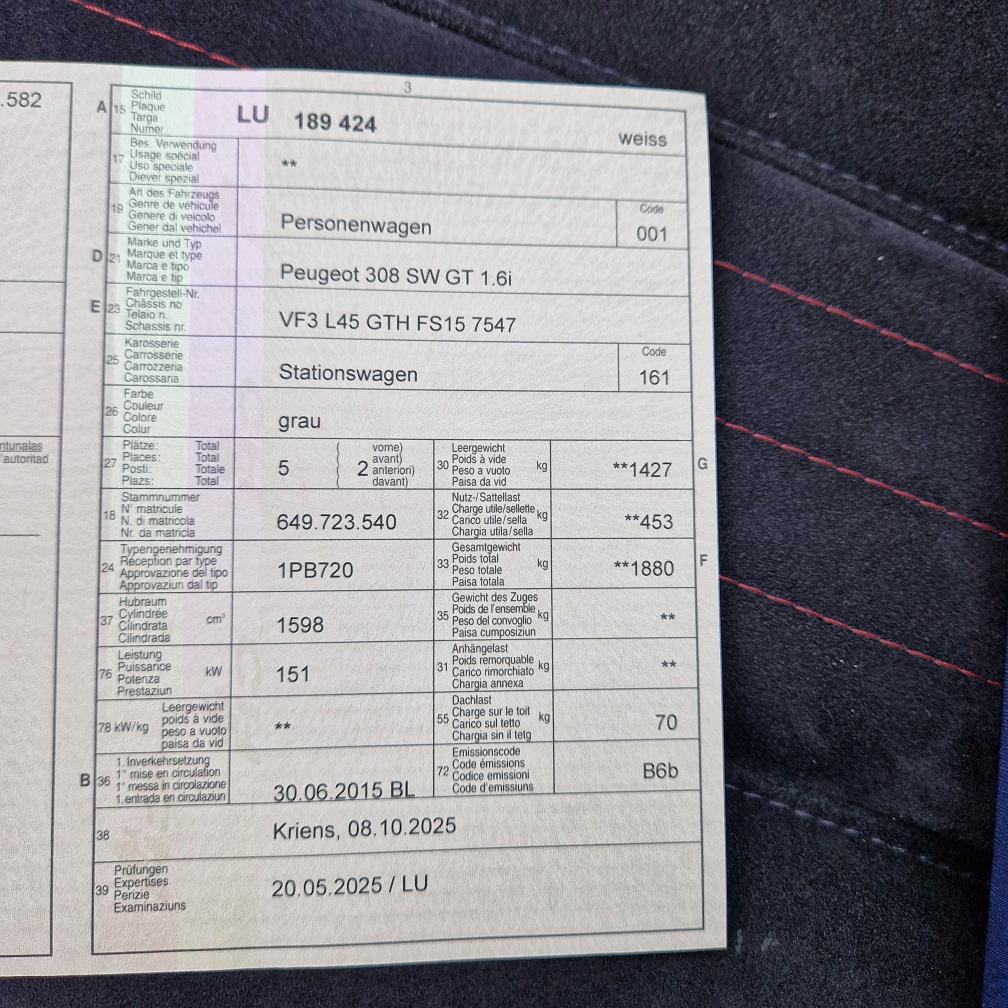 .582
ntunalas
'autoritad
3
A 15 Schild
Plaque
Targa
Numer
LU 189 424
weiss
17 Bes. Verwendung
Usage spécial
Uso speciale
Diever spezial
**
19 Art des Fahrzeugs
Genre de véhicule
Genere di veicolo
Gener dal vehichel
Personenwagen
Code
001
D 21 Marke und Typ
Marque et type
Marca e tipo
Marca e tip
Peugeot 308 SW GT 1.6i
E 23 Fahrgestell-Nr.
Châssis no
Telaio n.
Schassis nr.
VF3 L45 GTH FS15 7547
25 Karosserie
Carrosserie
Carrozzeria
Carossaria
Stationswagen
Code
161
26 Farbe
Couleur
Colore
Colur
grau
27 Plätze: Total
Places: Total
Posti: Totale
Plazs: Total
5 ( 2 vorne)
avant)
anteriori)
davant)
30 Leergewicht
Poids à vide
Peso a vuoto
Paisa da vid
kg
**1427
G
18 Stammnummer
N° matricule
N. di matricola
Nr. da matricla
649.723.540
32 Nutz-/Sattellast
Charge utile/sellette
Carico utile/sella
Chargia utila/sella
kg
**453
24 Typengenehmigung
Réception par type
Approvazione del tipo
Approvaziun dal tip
1PB720
33 Gesamtgewicht
Poids total
Peso totale
Paisa totala
kg
**1880
F
37 Hubraum
Cylindrée
Cilindrata
Cilindrada
cm³
1598
35 Gewicht des Zuges
Poids de l'ensemble
Peso del convoglio
Paisa cumposiziun
kg
**
76 Leistung
Puissance
Potenza
Prestaziun
kW
151
31 Anhängelast
Poids remorquable
Carico rimorchiato
Chargia annexa
kg
**
78 kW/kg Leergewicht
poids à vide
peso a vuoto
paisa da vid
**
55 Dachlast
Charge sur le toit
Carico sul tetto
Chargia sin il tetg
kg
70
B 36 1. Inverkehrsetzung
1re mise en circulation
1a messa in circolazione
1. entrada en circulaziun
30.06.2015 BL
72 Emissionscode
Code émissions
Codice emissioni
Code d'emissiuns
B6b
38
Kriens, 08.10.2025
39 Prüfungen
Expertises
Perizie
Examinaziuns
20.05.2025 / LU